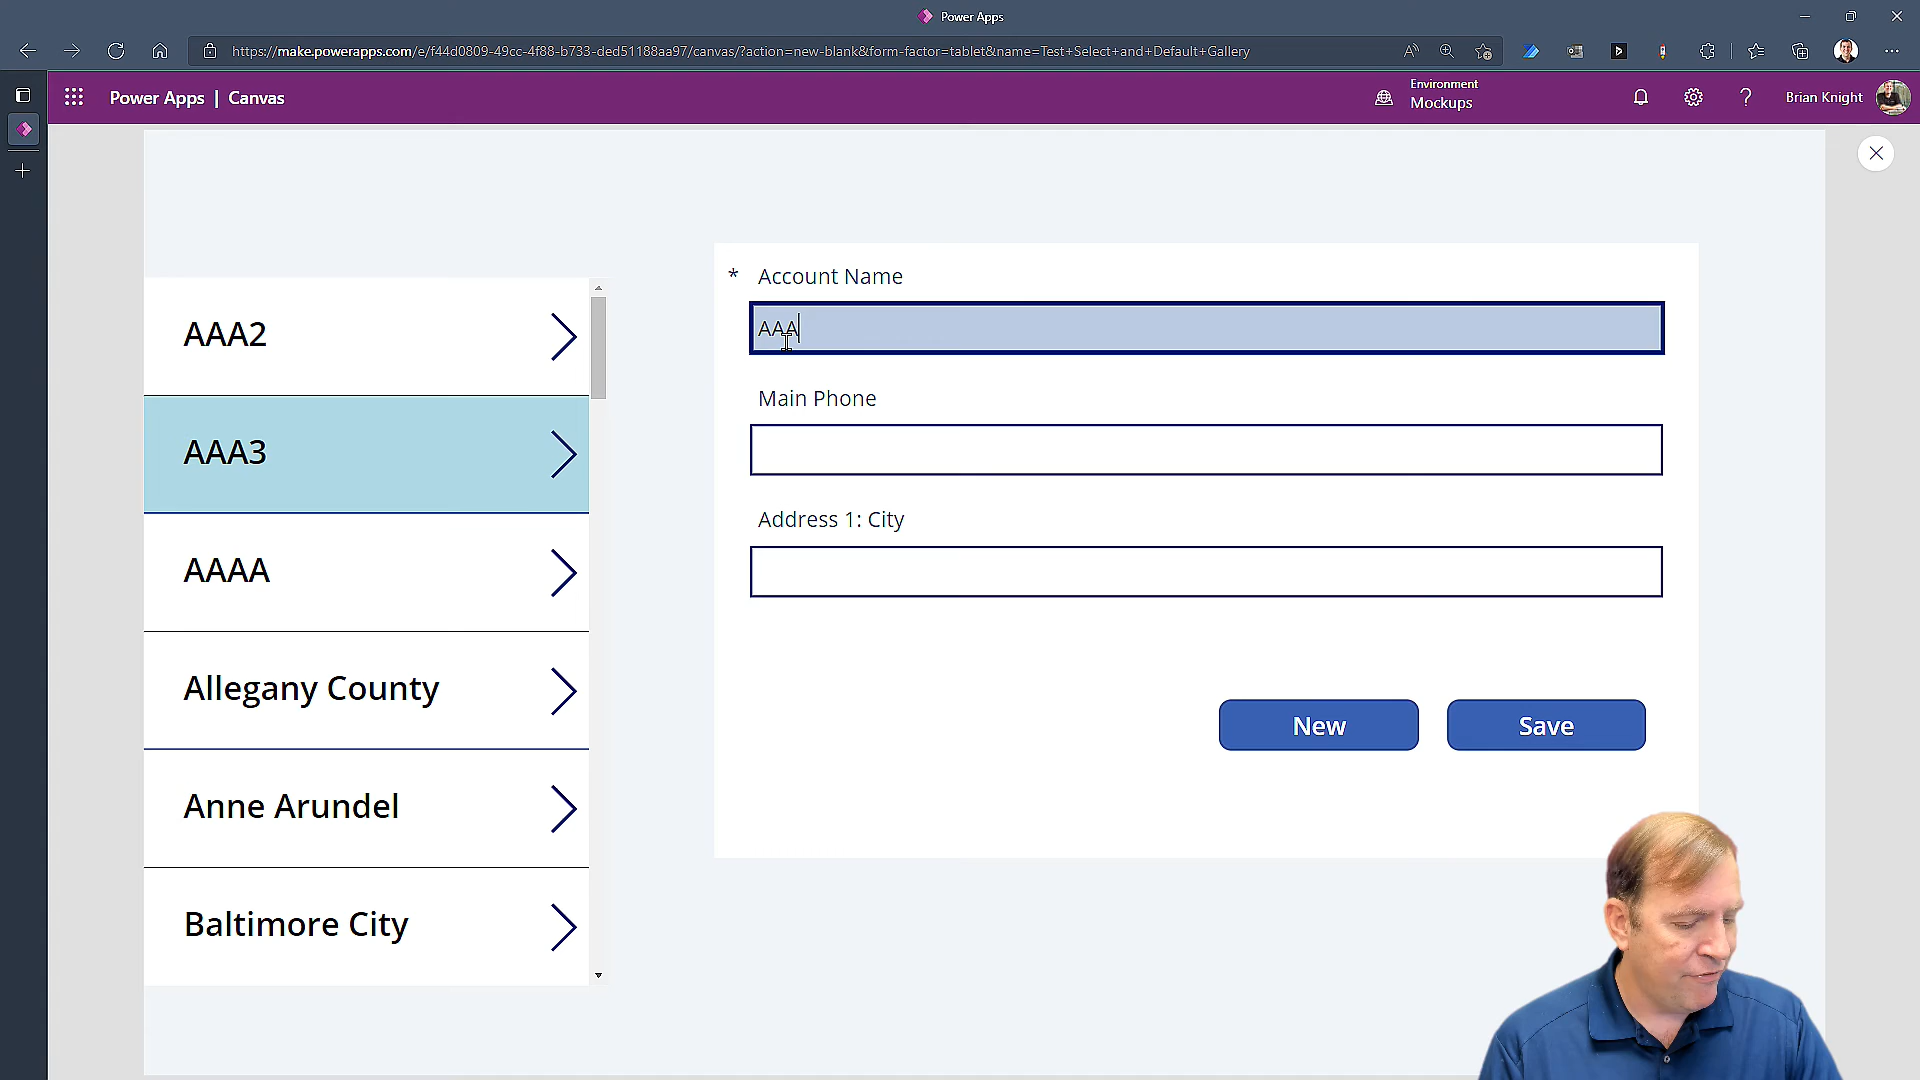 Power Apps
https://make.powerapps.com/e/f44d0809-49cc-4f88-b733-ded51188aa97/canvas/?action=new-blank&form-factor=tablet&name=Test+Select+and+Default+Gallery
Power Apps | Canvas
Environment
Mockups
Brian Knight
AAA2
AAA3
AAAA
Allegany County
Anne Arundel
Baltimore City
* Account Name
AAA
Main Phone
Address 1: City
New
Save